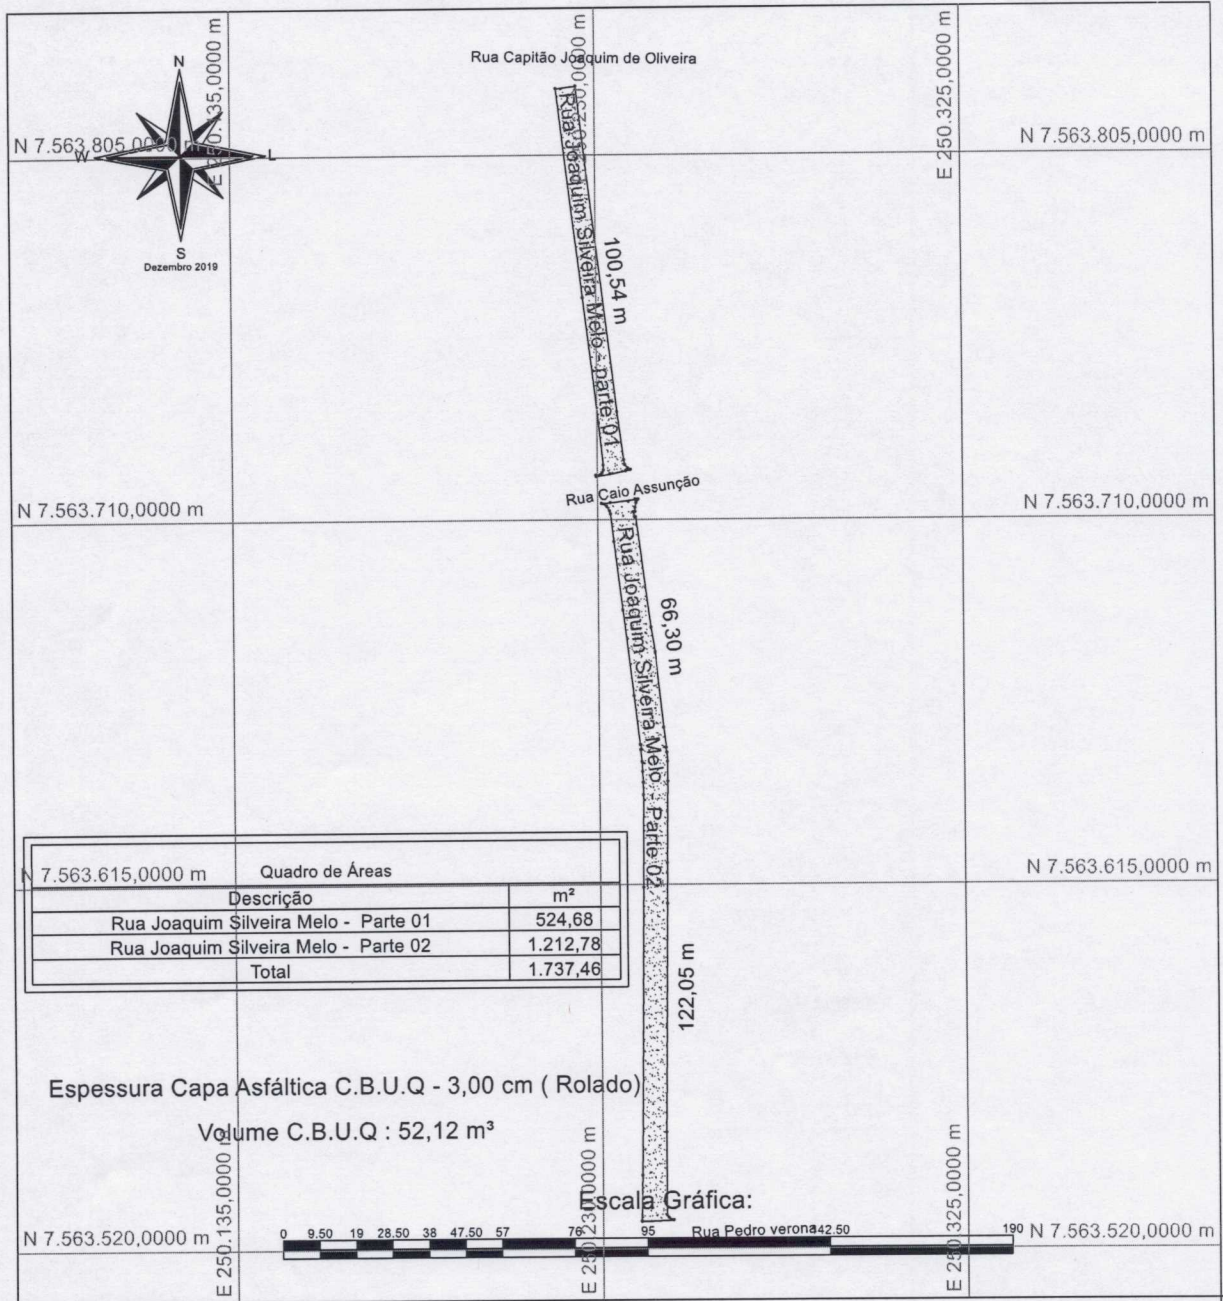 Rua Capitão Joaquim de Oliveira
N
W
L
S
Dezembro 2019
E 250.135,0000 m
E 250.230,0000 m
E 250.325,0000 m
N 7.563.805,0000 m
N 7.563.805,0000 m
Rua Joaquim Silveira Melo - parte 01
100,54 m
Rua Caio Assunção
N 7.563.710,0000 m
N 7.563.710,0000 m
Rua Joaquim Silveira Melo - Parte 02
66,30 m
122,05 m
N 7.563.615,0000 m
N 7.563.615,0000 m
Quadro de Áreas
Descrição m²
Rua Joaquim Silveira Melo - Parte 01 524,68
Rua Joaquim Silveira Melo - Parte 02 1.212,78
Total 1.737,46
Espessura Capa Asfáltica C.B.U.Q - 3,00 cm ( Rolado)
Volume C.B.U.Q : 52,12 m³
E 250.135,0000 m
E 250.230,0000 m
E 250.325,0000 m
Escala Gráfica:
0 9.50 19 28.50 38 47.50 57 76 95 142.50 190
Rua Pedro verona
N 7.563.520,0000 m
N 7.563.520,0000 m